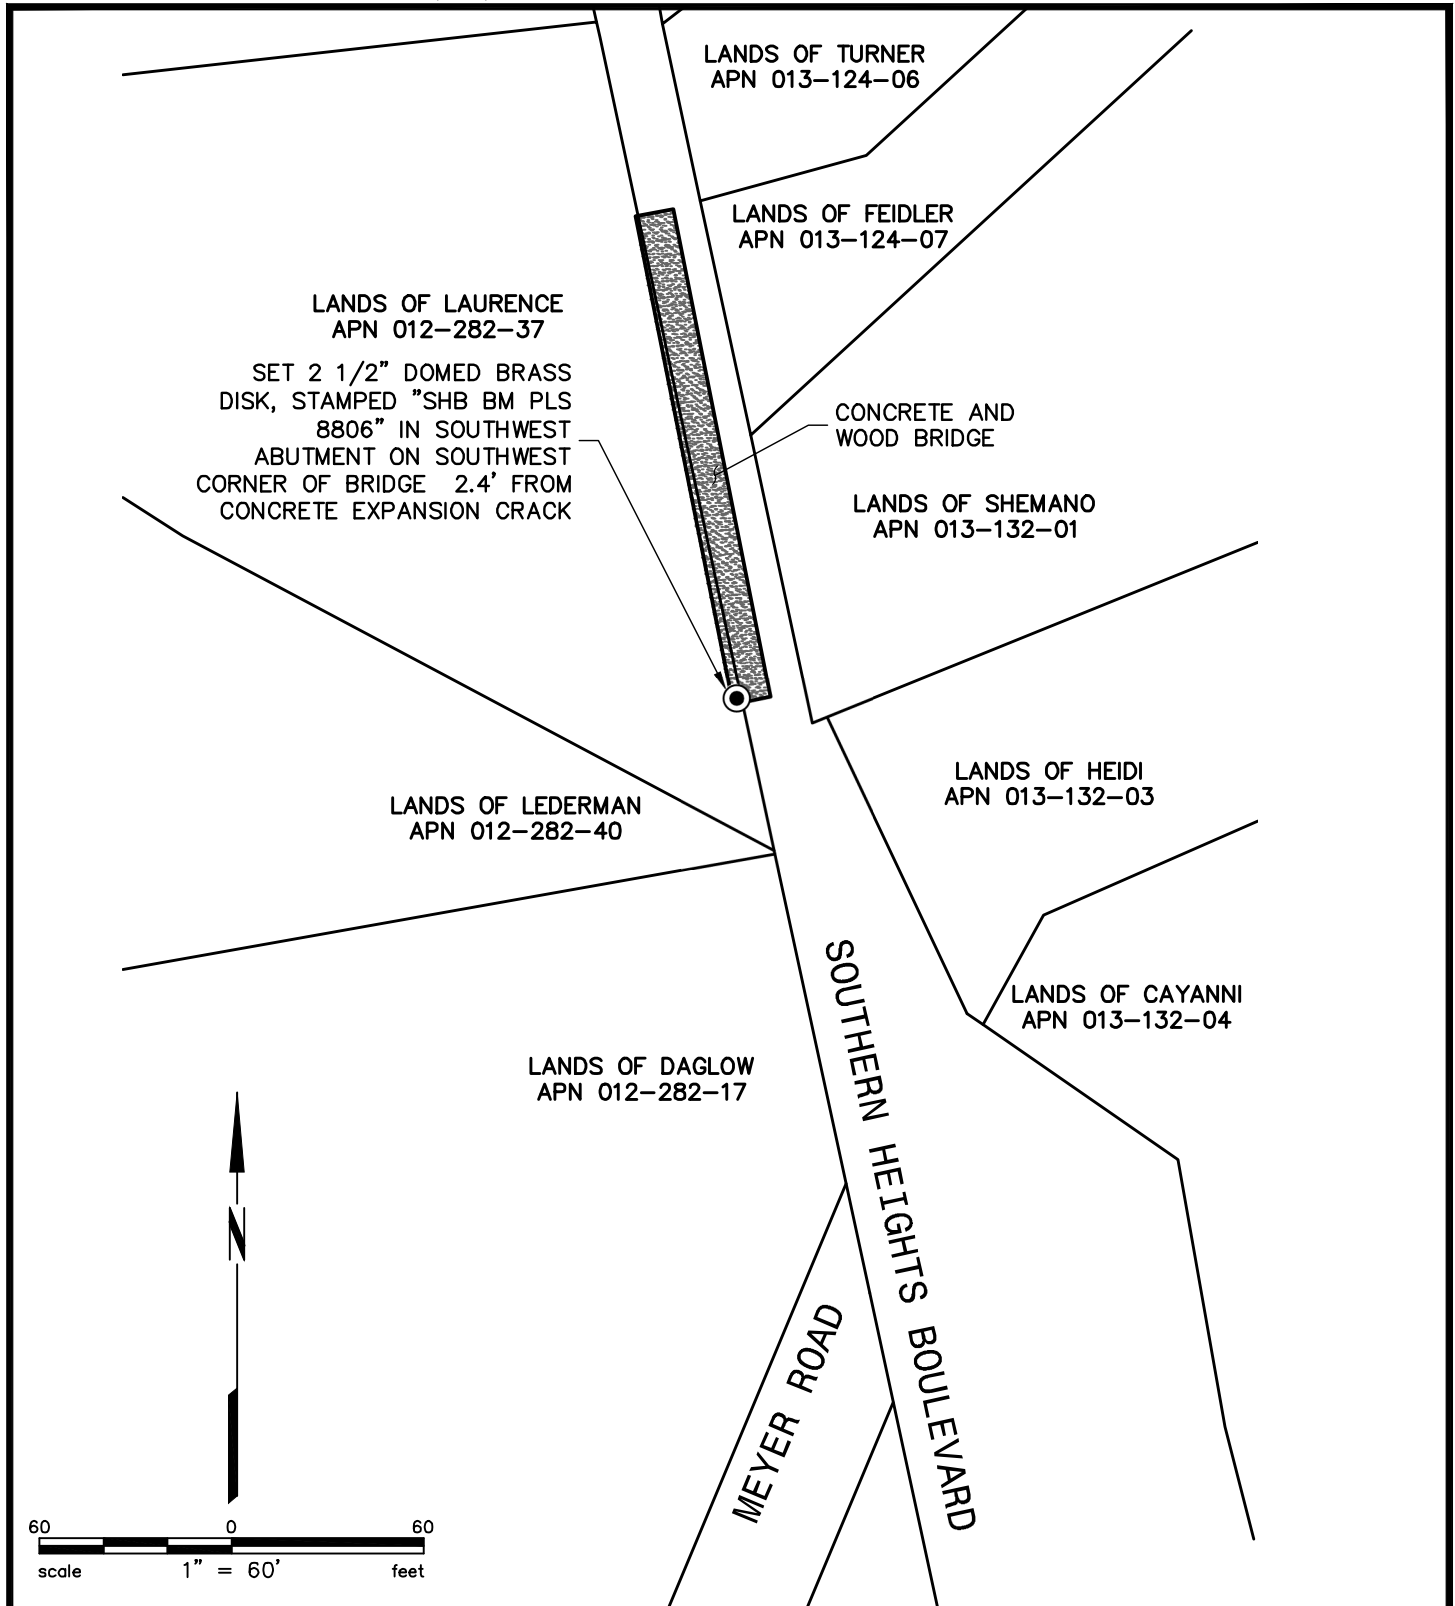 LANDS OF TURNER
APN 013-124-06
LANDS OF FEIDLER
APN 013-124-07
LANDS OF LAURENCE
APN 012-282-37
SET 2 1/2" DOMED BRASS
DISK, STAMPED "SHB BM PLS
8806" IN SOUTHWEST
ABUTMENT ON SOUTHWEST
CORNER OF BRIDGE 2.4' FROM
CONCRETE EXPANSION CRACK
CONCRETE AND
WOOD BRIDGE
LANDS OF SHEMANO
APN 013-132-01
LANDS OF HEIDI
APN 013-132-03
LANDS OF LEDERMAN
APN 012-282-40
LANDS OF CAYANNI
APN 013-132-04
LANDS OF DAGLOW
APN 012-282-17
SOUTHERN HEIGHTS BOULEVARD
MEYER ROAD
N
60 0 60
scale 1" = 60' feet